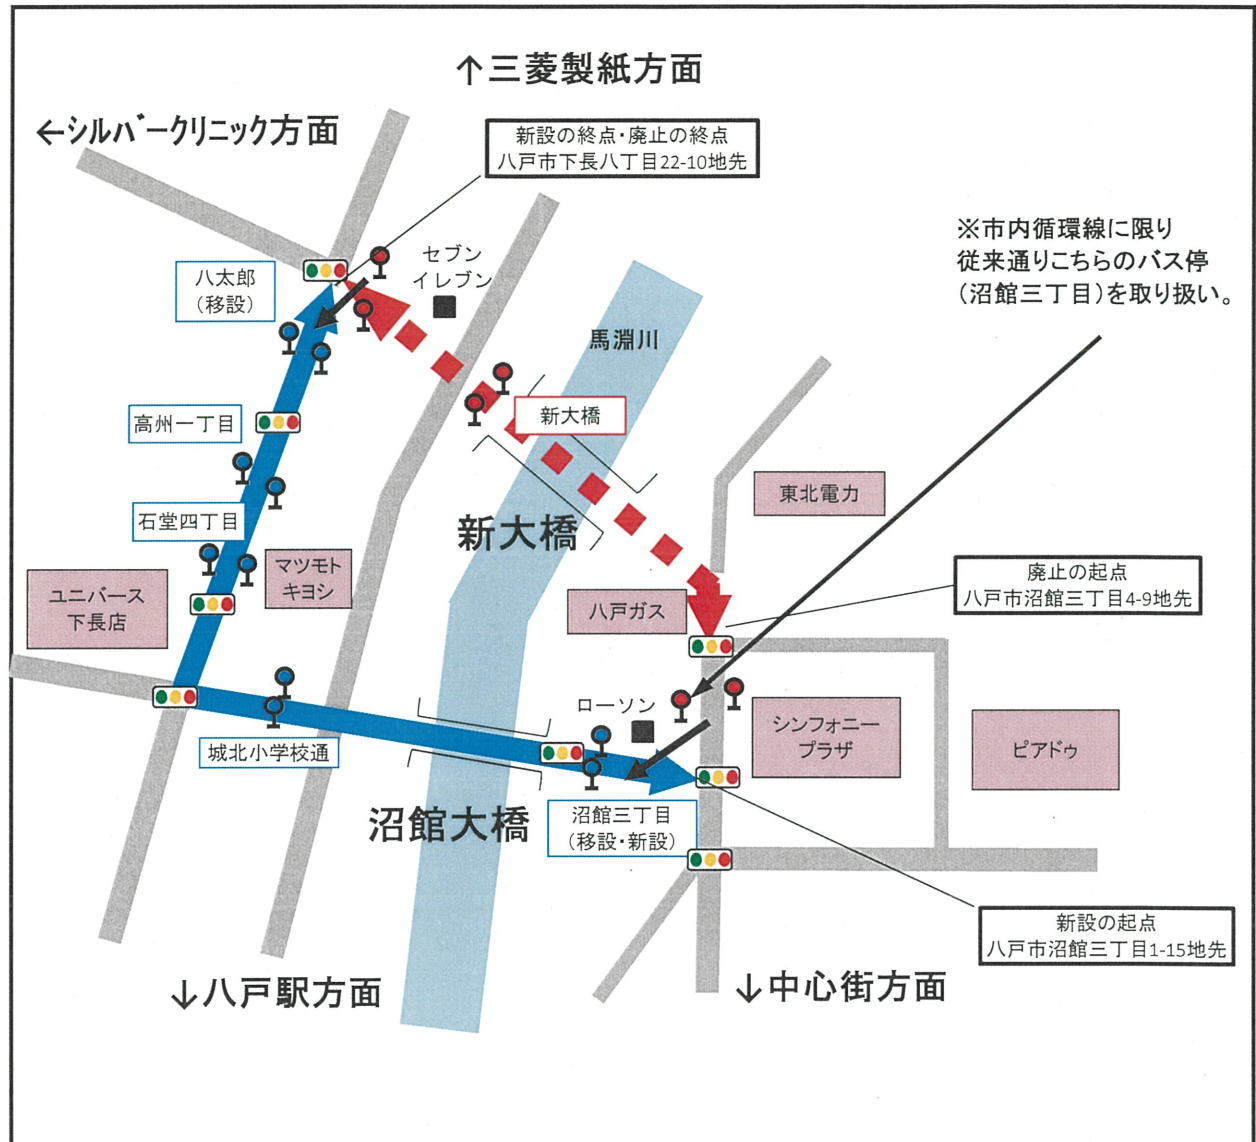 ↑三菱製紙方面
←シルバークリニック方面
新設の終点・廃止の終点
八戸市下長八丁目22-10地先
※市内循環線に限り
従来通りこちらのバス停
(沼館三丁目)を取り扱い。
セブン
イレブン
八太郎
(移設)
馬淵川
高州一丁目
新大橋
東北電力
石堂四丁目
新大橋
マツモト
キヨシ
廃止の起点
八戸市沼館三丁目4-9地先
ユニバース
下長店
八戸ガス
ローソン
シンフォニー
プラザ
ピアドゥ
城北小学校通
沼館大橋
沼館三丁目
(移設・新設)
新設の起点
八戸市沼館三丁目1-15地先
↓八戸駅方面
↓中心街方面